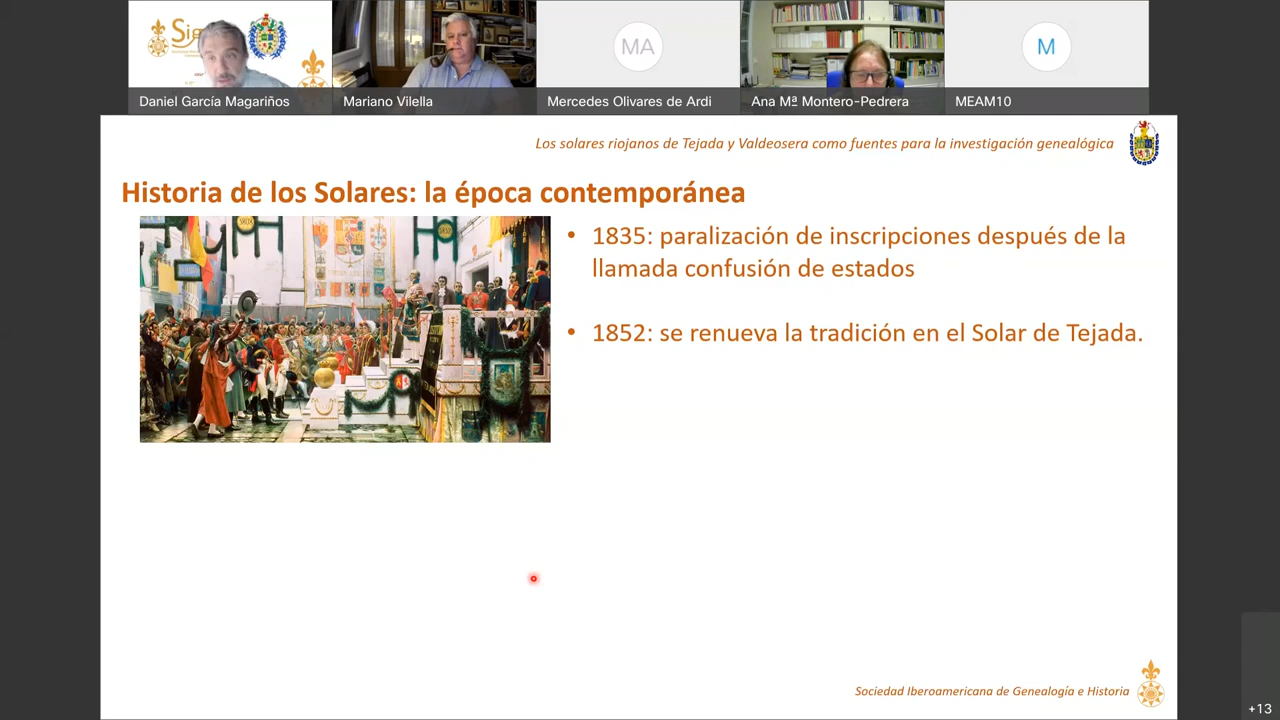 Sie
Daniel García Magariños
Mariano Vilella
MA
Mercedes Olivares de Ardi
Ana Mª Montero-Pedrera
M
MEAM10
Los solares riojanos de Tejada y Valdeosera como fuentes para la investigación genealógica
Historia de los Solares: la época contemporánea
• 1835: paralización de inscripciones después de la
llamada confusión de estados
• 1852: se renueva la tradición en el Solar de Tejada.
Sociedad Iberoamericana de Genealogía e Historia
+13